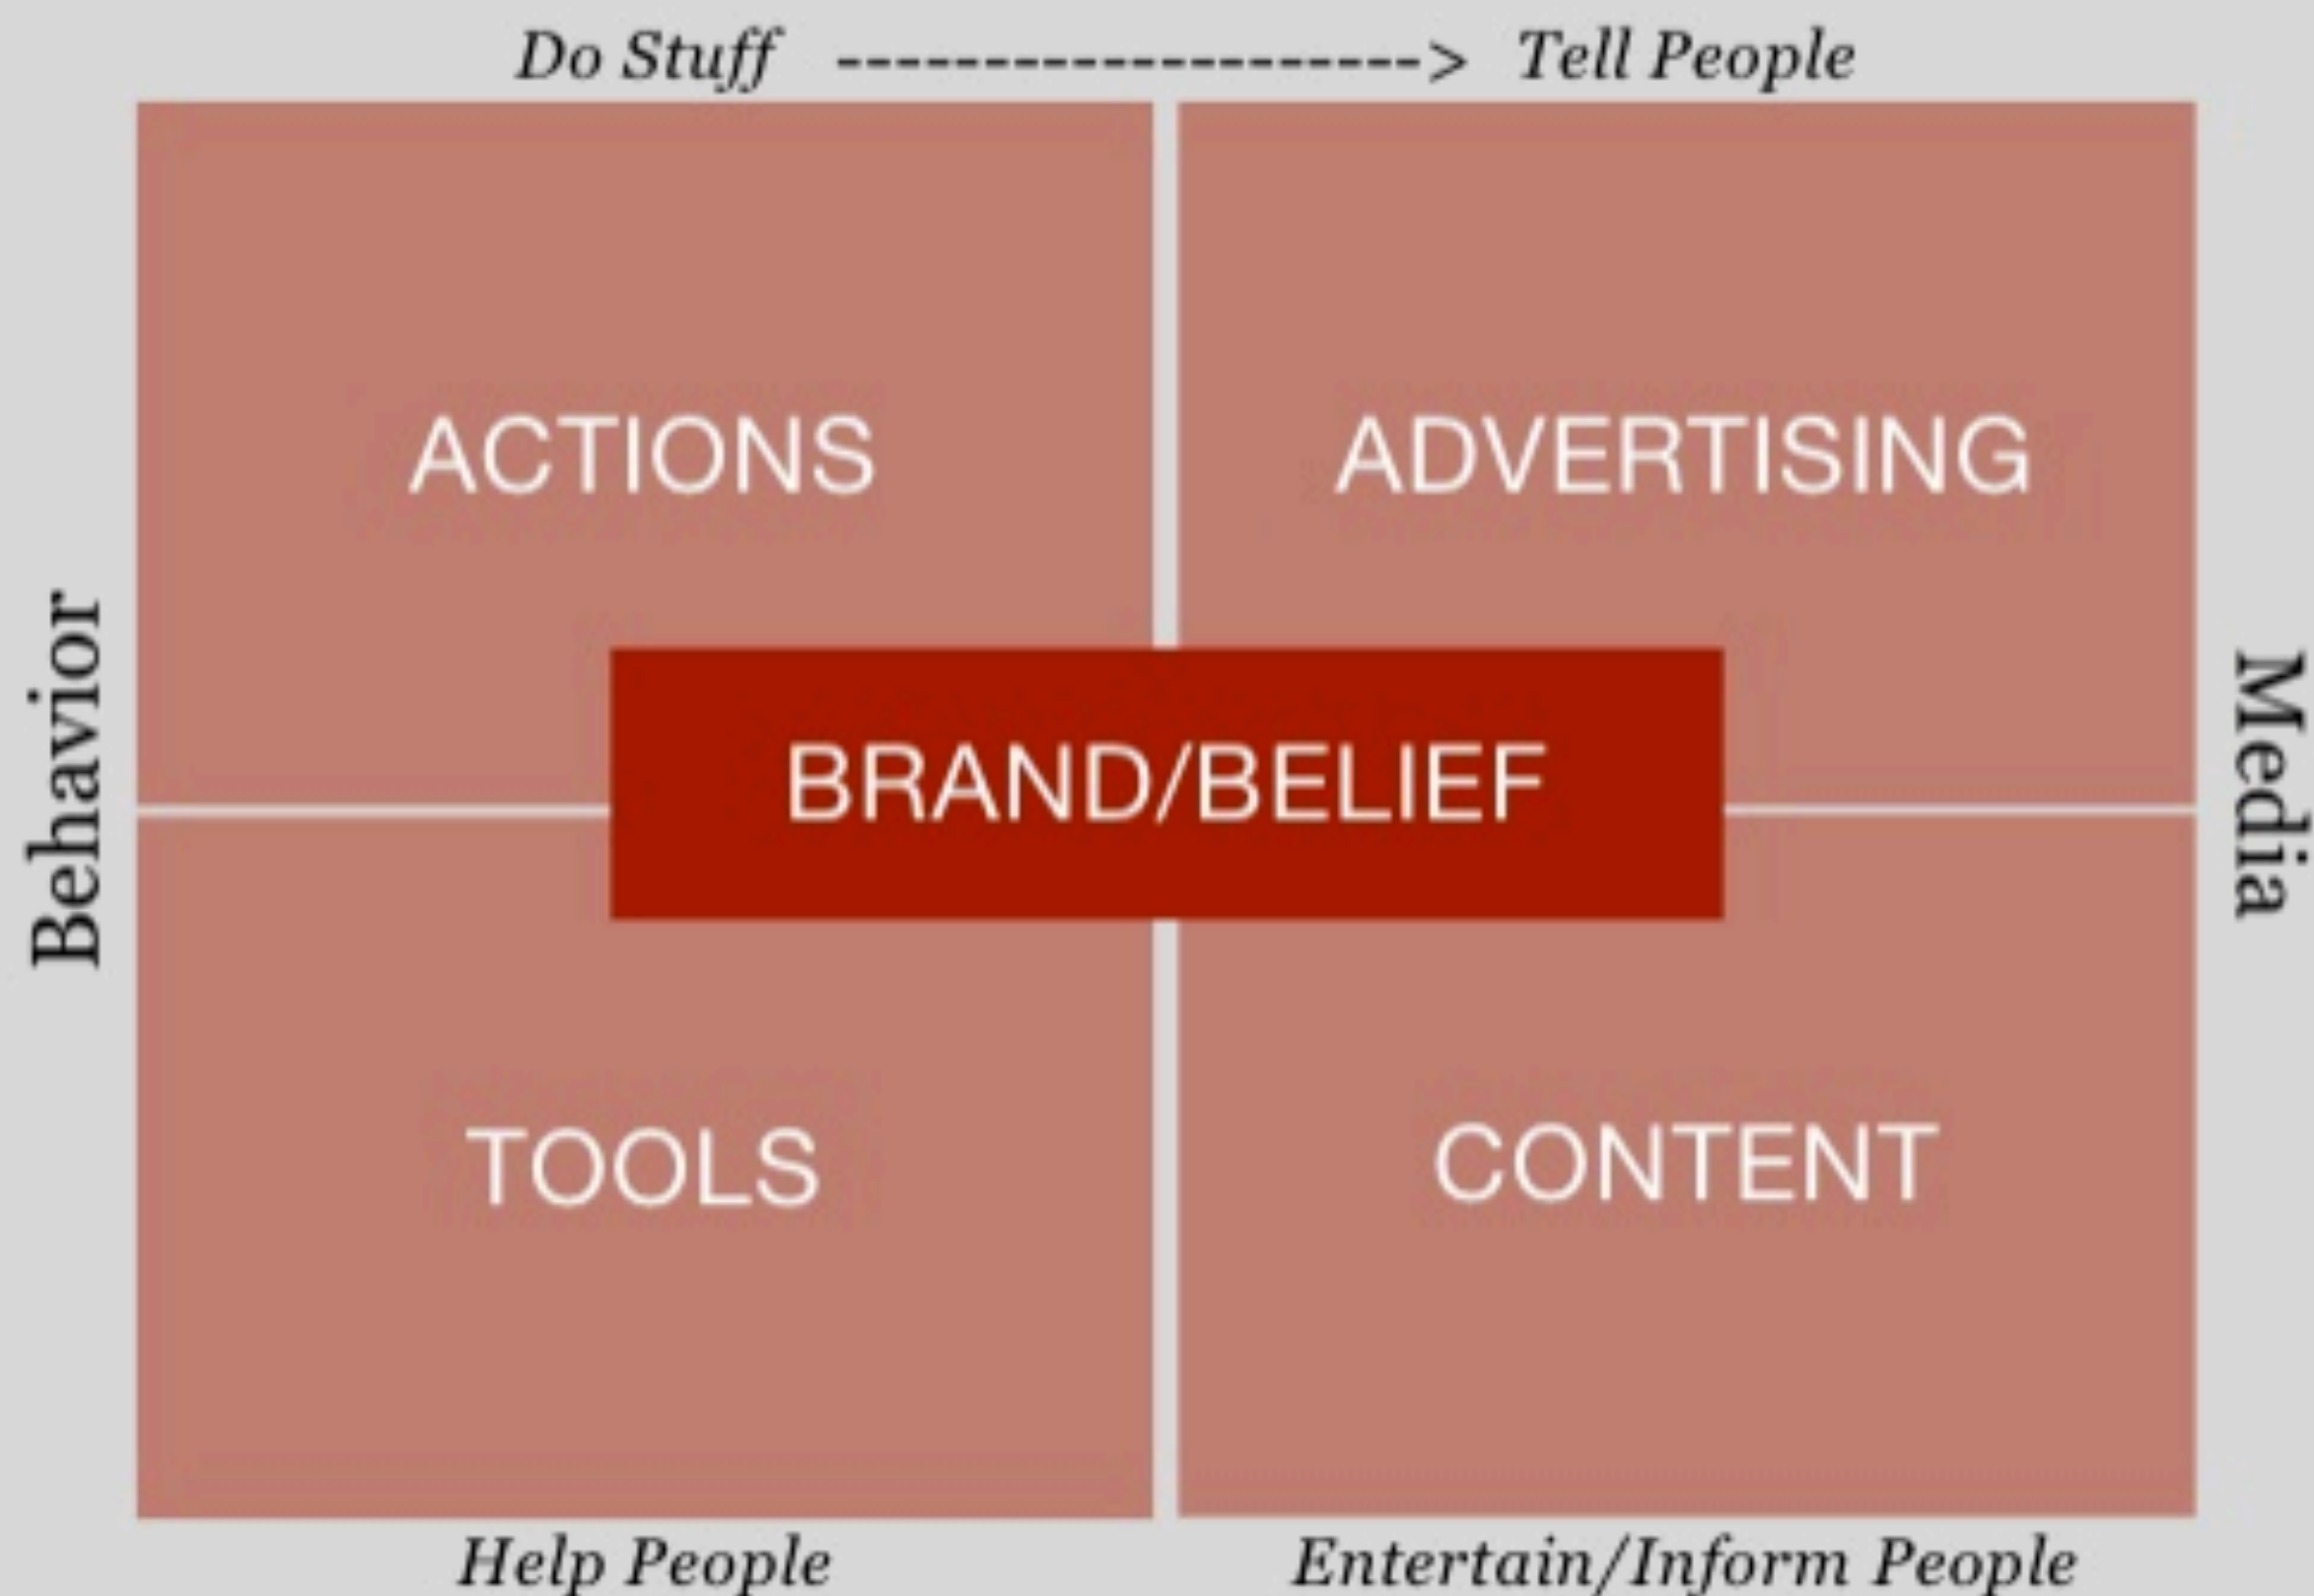 Do Stuff --------------------> Tell People
ACTIONS
ADVERTISING
Behavior
BRAND/BELIEF
Media
TOOLS
CONTENT
Help People
Entertain/Inform People